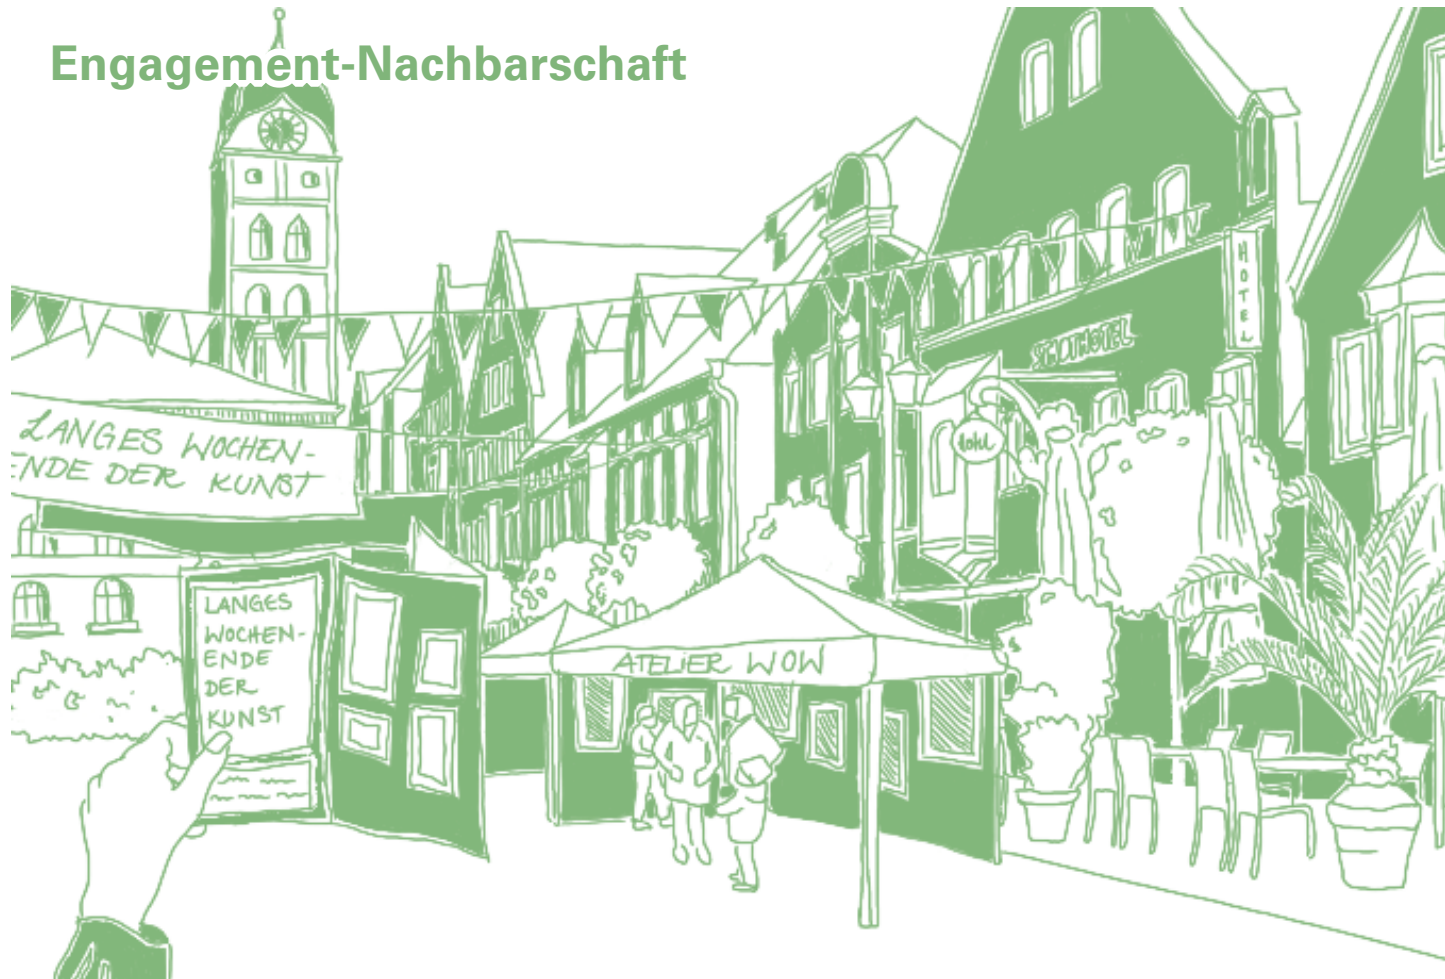 Engagement-Nachbarschaft
HOTEL
LANGES WOCHEN-
ENDE DER KUNST
LANGES
WOCHEN-
ENDE
DER
KUNST
ATELIER WOW